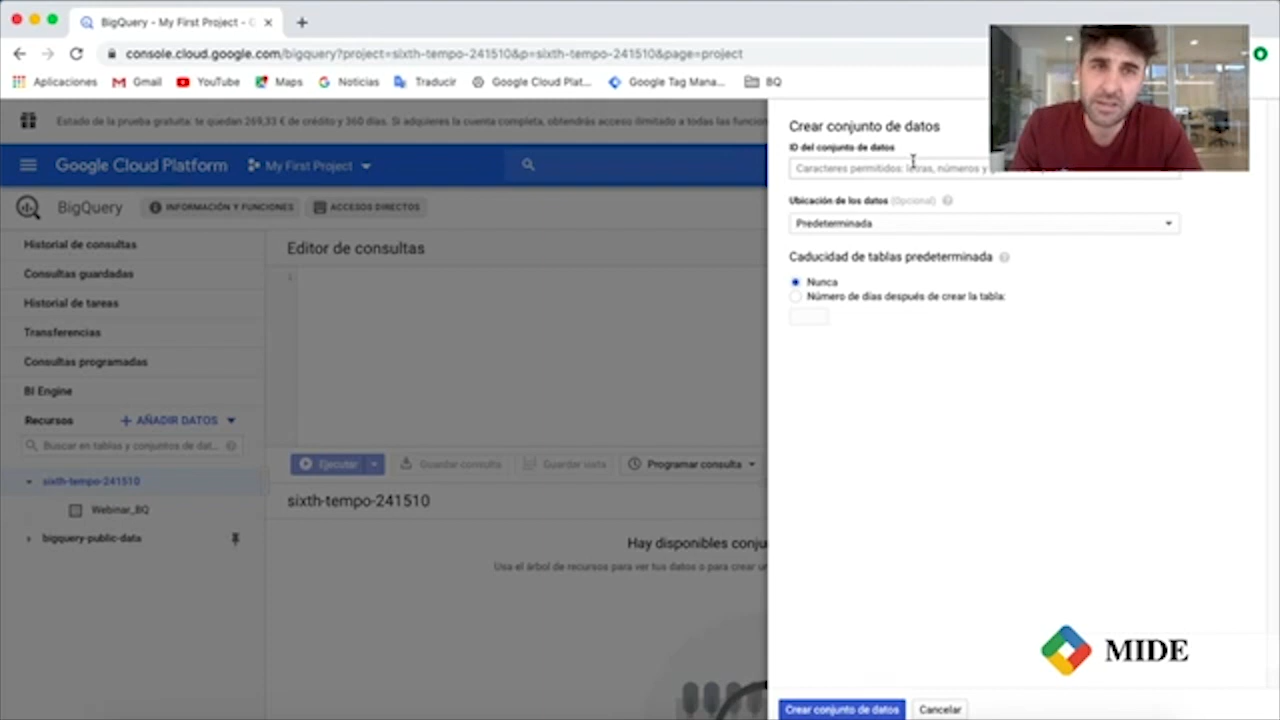 BigQuery - My First Project - G
console.cloud.google.com/bigquery?project=sixth-tempo-241510&p=sixth-tempo-241510&page=project
Aplicaciones Gmail YouTube Maps Noticias Traducir Google Cloud Plat... Google Tag Mana... BQ
Estado de la prueba gratuita: te quedan 269,33 € de crédito y 360 días. Si adquieres la cuenta completa, obtendrás acceso ilimitado a todas las funcion
Google Cloud Platform My First Project
BigQuery INFORMACIÓN Y FUNCIONES ACCESOS DIRECTOS
Historial de consultas
Consultas guardadas
Historial de tareas
Transferencias
Consultas programadas
BI Engine
Recursos + AÑADIR DATOS
Buscar en tablas y conjuntos de dat...
sixth-tempo-241510
Webinar_BQ
bigquery-public-data
Editor de consultas
1
Ejecutar Guardar consulta Guardar vista Programar consulta
sixth-tempo-241510
Hay disponibles conju
Usa el árbol de recursos para ver tus datos o para crear un
Crear conjunto de datos
ID del conjunto de datos
Caracteres permitidos: letras, números y
Ubicación de los datos (Opcional)
Predeterminada
Caducidad de tablas predeterminada
Nunca
Número de días después de crear la tabla:
MIDE
Crear conjunto de datos Cancelar